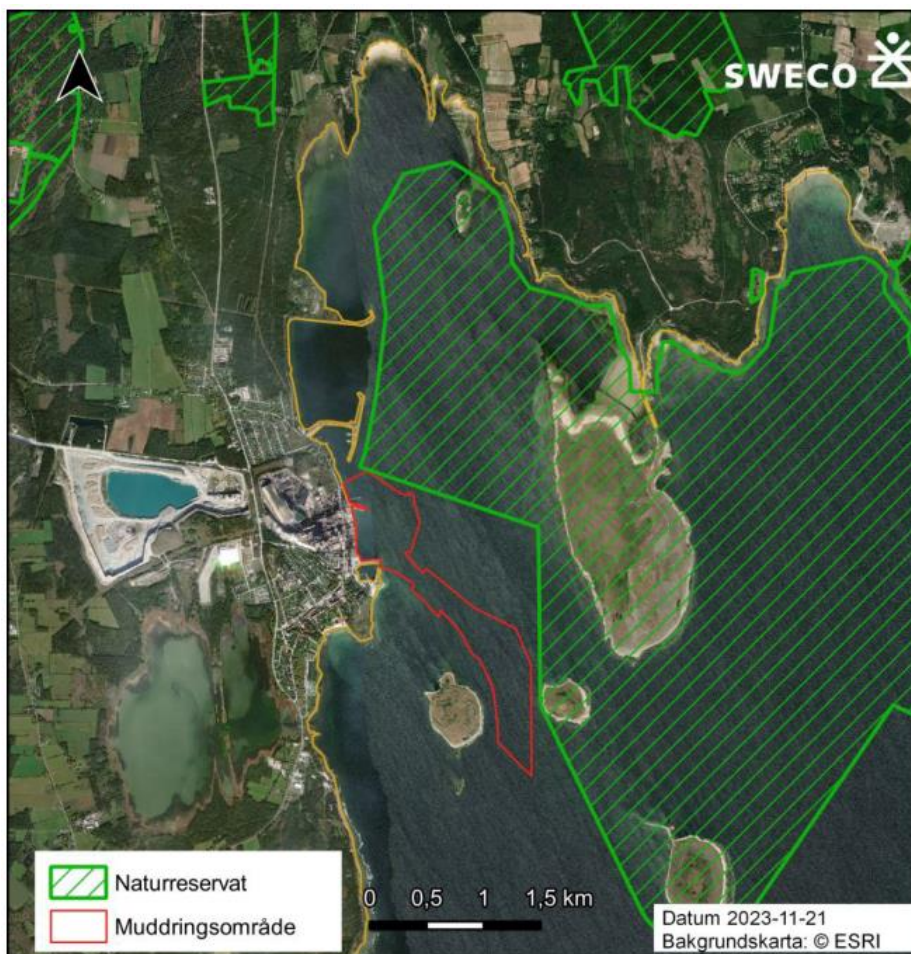 SWECO
Naturreservat
Muddringsområde
0 0,5 1 1,5 km
Datum 2023-11-21
Bakgrundskarta: © ESRI